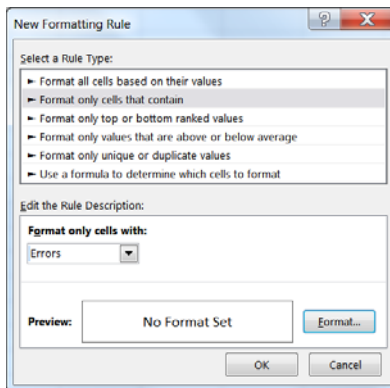 New Formatting Rule
Select a Rule Type:
► Format all cells based on their values
► Format only cells that contain
► Format only top or bottom ranked values
► Format only values that are above or below average
► Format only unique or duplicate values
► Use a formula to determine which cells to format
Edit the Rule Description:
Format only cells with:
Errors
Preview: No Format Set Format...
OK Cancel